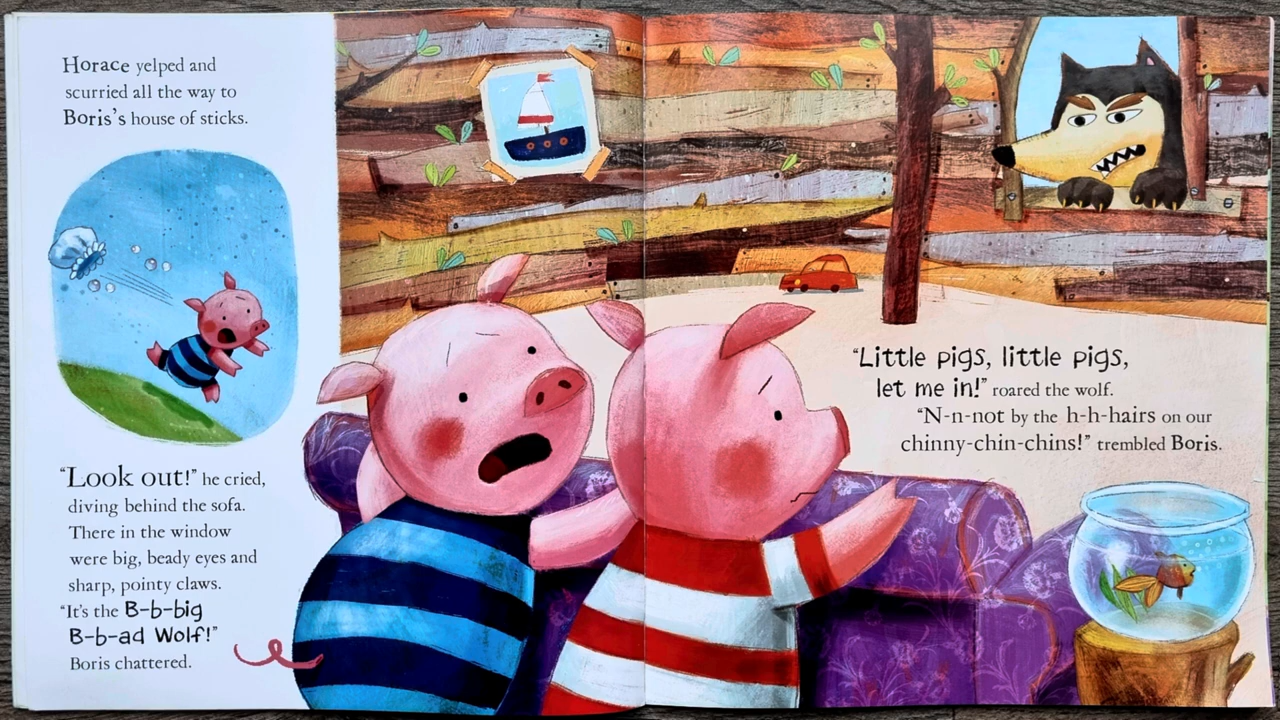 Horace yelped and
scurried all the way to
Boris's house of sticks.
"Look out!" he cried,
diving behind the sofa.
There in the window
were big, beady eyes and
sharp, pointy claws.
"It's the B-b-big
B-b-ad Wolf!"
Boris chattered.
"Little pigs, little pigs,
let me in!" roared the wolf.
"N-n-not by the h-h-hairs on our
chinny-chin-chins!" trembled Boris.